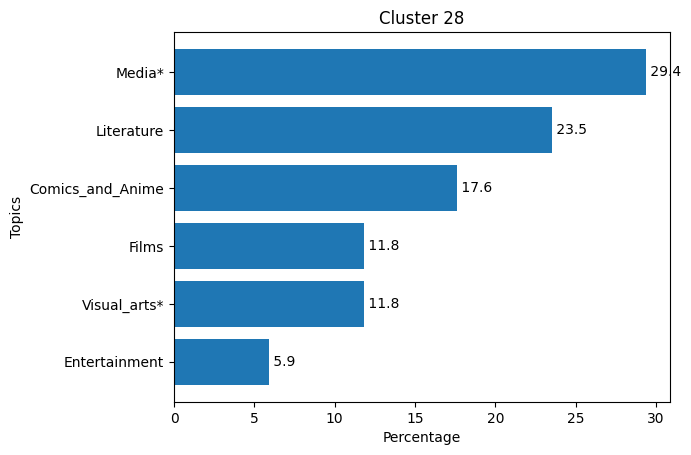 Cluster 28
Media*
29.4
Literature
23.5
Comics_and_Anime
17.6
Films
11.8
Visual_arts*
11.8
Entertainment
5.9
Topics
0 5 10 15 20 25 30
Percentage